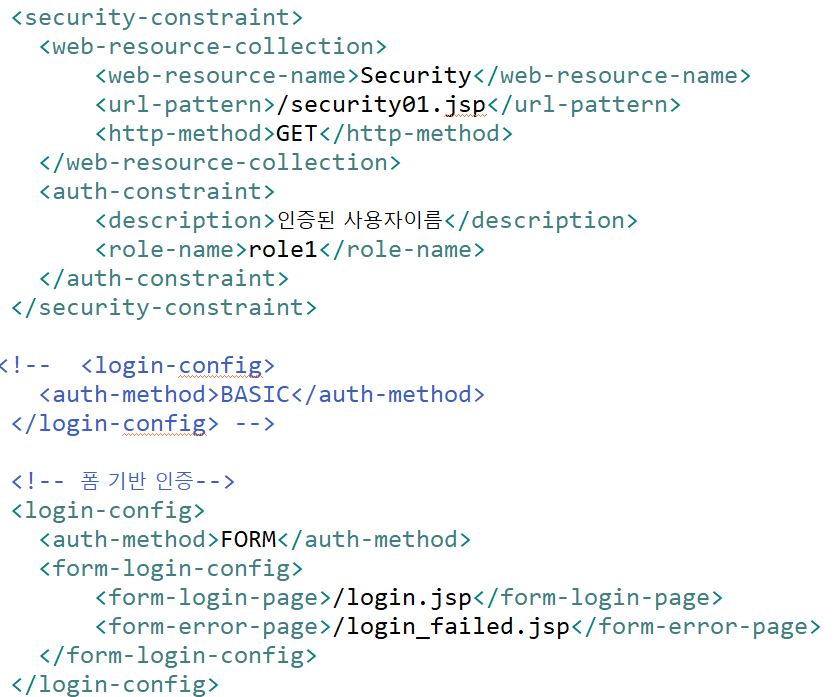 <security-constraint>
<web-resource-collection>
<web-resource-name>Security</web-resource-name>
<url-pattern>/security01.jsp</url-pattern>
<http-method>GET</http-method>
</web-resource-collection>
<auth-constraint>
<description>인증된 사용자이름</description>
<role-name>role1</role-name>
</auth-constraint>
</security-constraint>
<!--  <login-config>
<auth-method>BASIC</auth-method>
</login-config> -->
<!-- 폼 기반 인증-->
<login-config>
<auth-method>FORM</auth-method>
<form-login-config>
<form-login-page>/login.jsp</form-login-page>
<form-error-page>/login_failed.jsp</form-error-page>
</form-login-config>
</login-config>